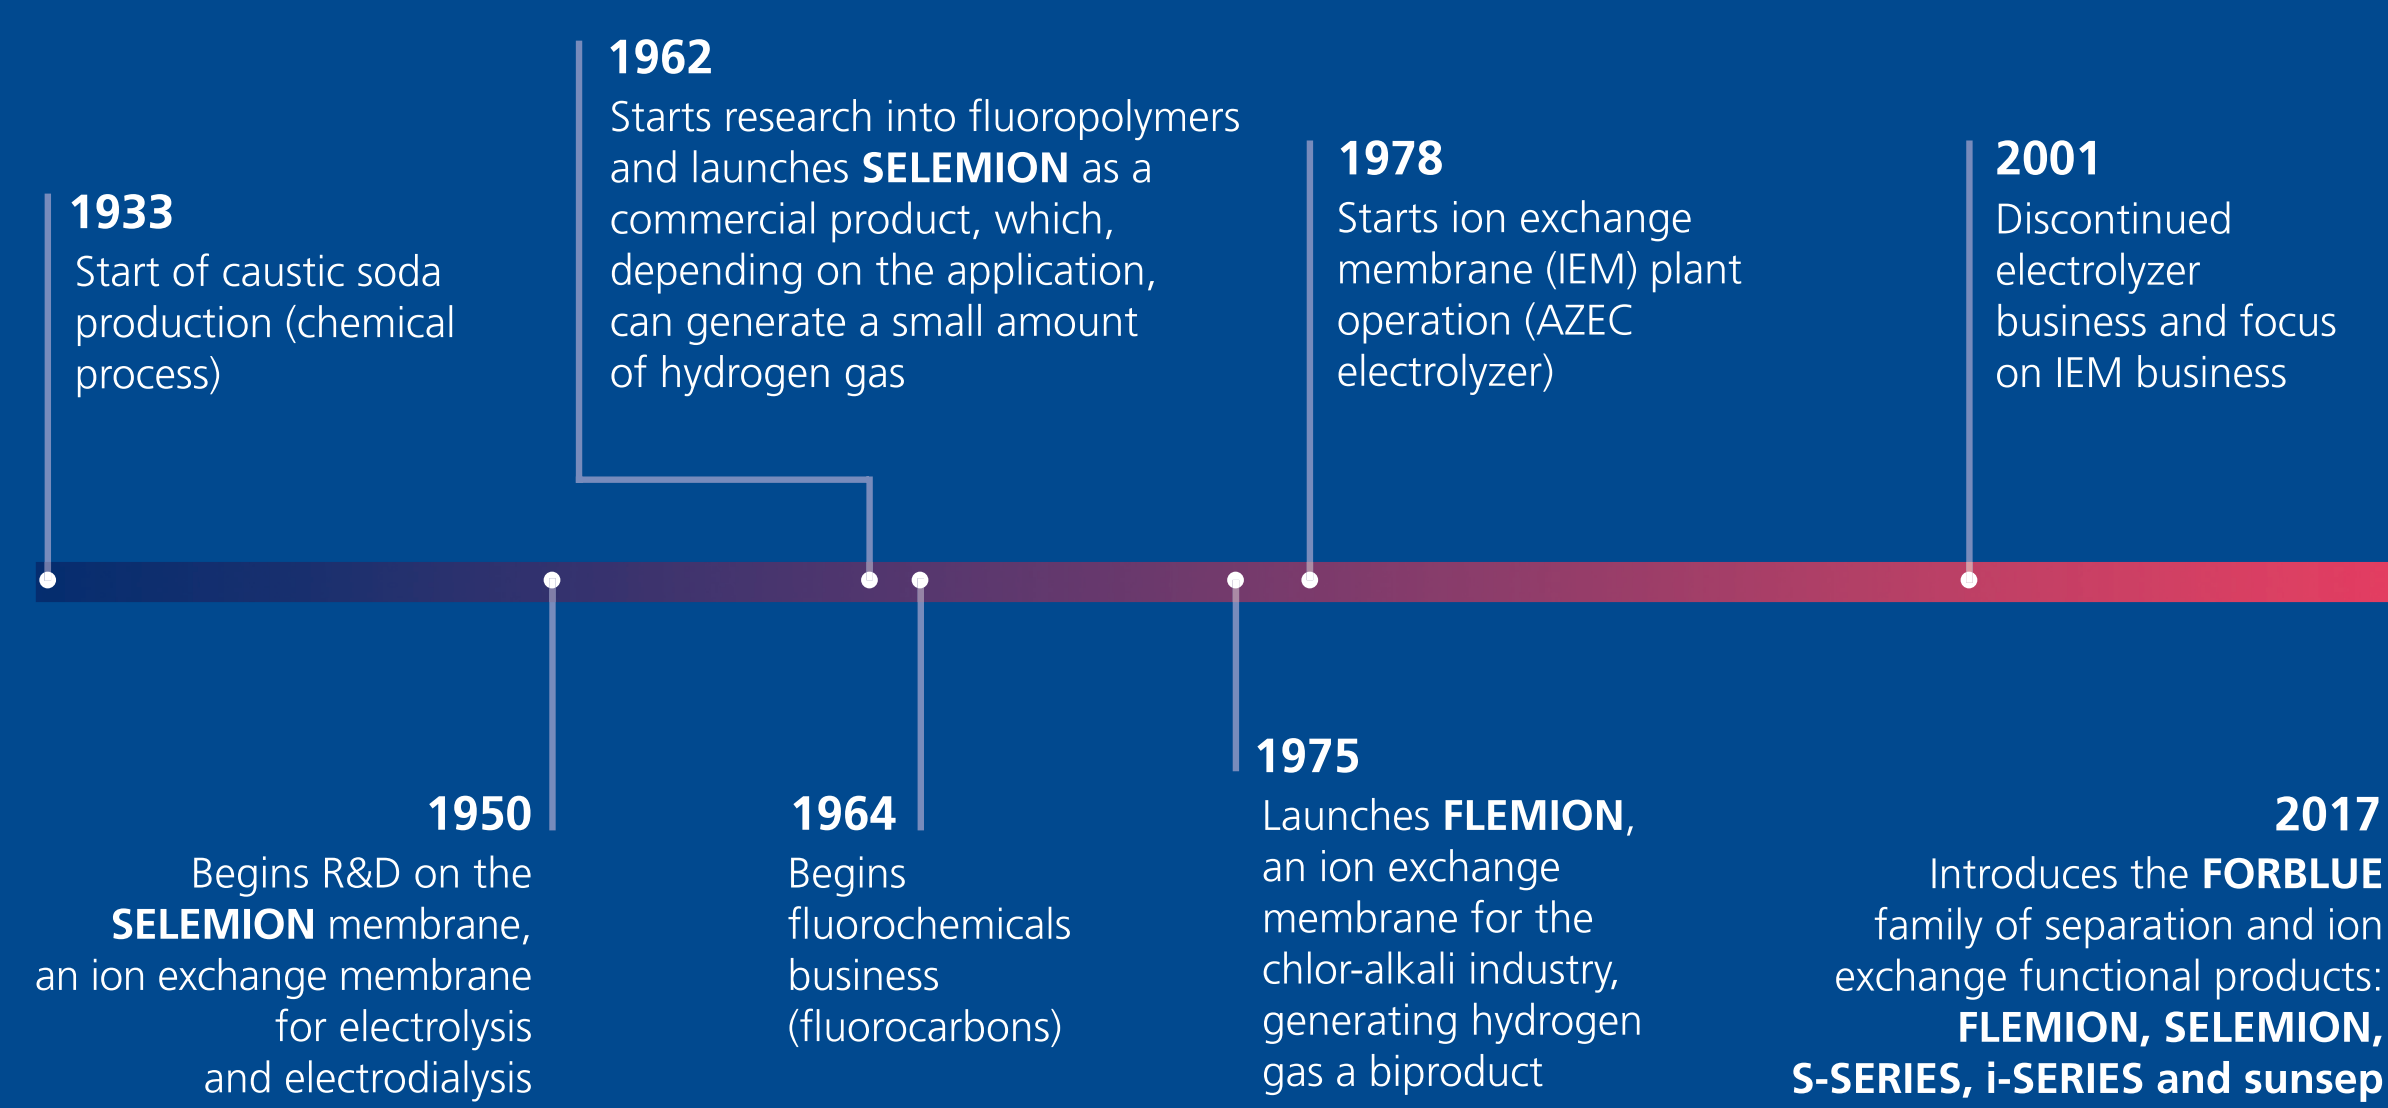 1933
Start of caustic soda
production (chemical
process)
1962
Starts research into fluoropolymers
and launches SELEMION as a
commercial product, which,
depending on the application,
can generate a small amount
of hydrogen gas
1978
Starts ion exchange
membrane (IEM) plant
operation (AZEC
electrolyzer)
2001
Discontinued
electrolyzer
business and focus
on IEM business
1950
Begins R&D on the
SELEMION membrane,
an ion exchange membrane
for electrolysis
and electrodialysis
1964
Begins
fluorochemicals
business
(fluorocarbons)
1975
Launches FLEMION,
an ion exchange
membrane for the
chlor-alkali industry,
generating hydrogen
gas a biproduct
2017
Introduces the FORBLUE
family of separation and ion
exchange functional products:
FLEMION, SELEMION,
S-SERIES, i-SERIES and sunsep